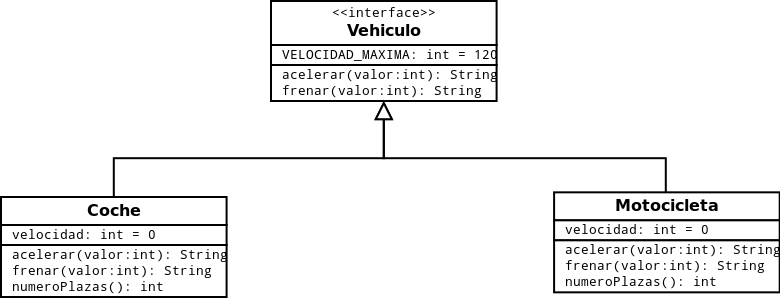 <<interface>>
Vehiculo
VELOCIDAD_MAXIMA: int = 120
acelerar(valor:int): String
frenar(valor:int): String
Coche
velocidad: int = 0
acelerar(valor:int): String
frenar(valor:int): String
numeroPlazas(): int
Motocicleta
velocidad: int = 0
acelerar(valor:int): String
frenar(valor:int): String
numeroPlazas(): int